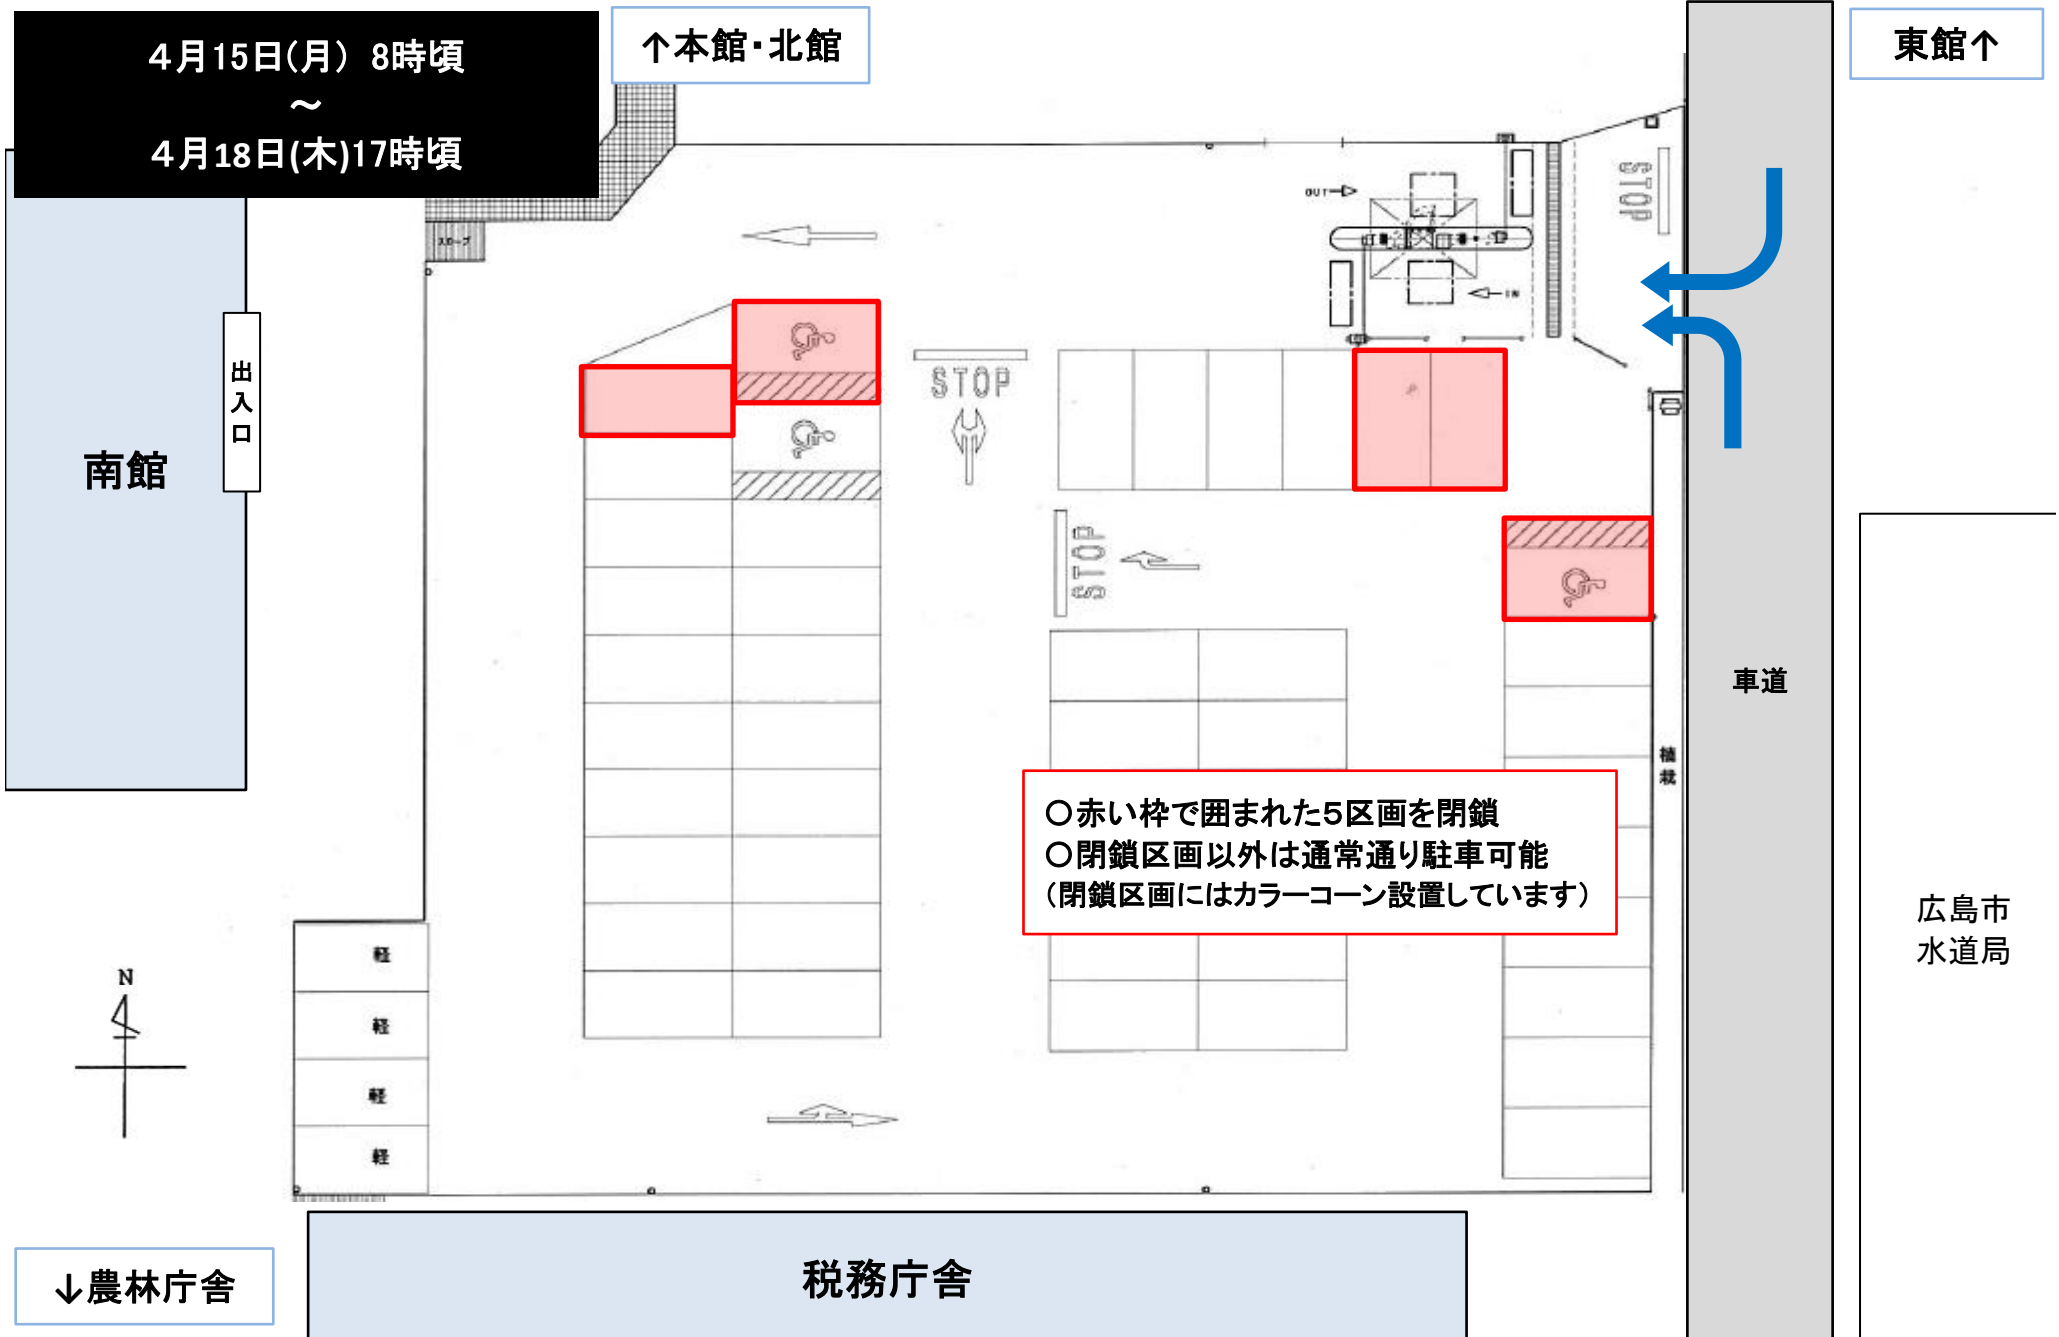 ４月15日(月) 8時頃
～
４月18日(木)17時頃
↑本館・北館
東館↑
スロープ
OUT
IN
STOP
出入口
南館
STOP
STOP
車道
植栽
○赤い枠で囲まれた５区画を閉鎖
○閉鎖区画以外は通常通り駐車可能
(閉鎖区画にはカラーコーン設置しています)
広島市
水道局
軽
軽
軽
軽
N
↓農林庁舎
税務庁舎